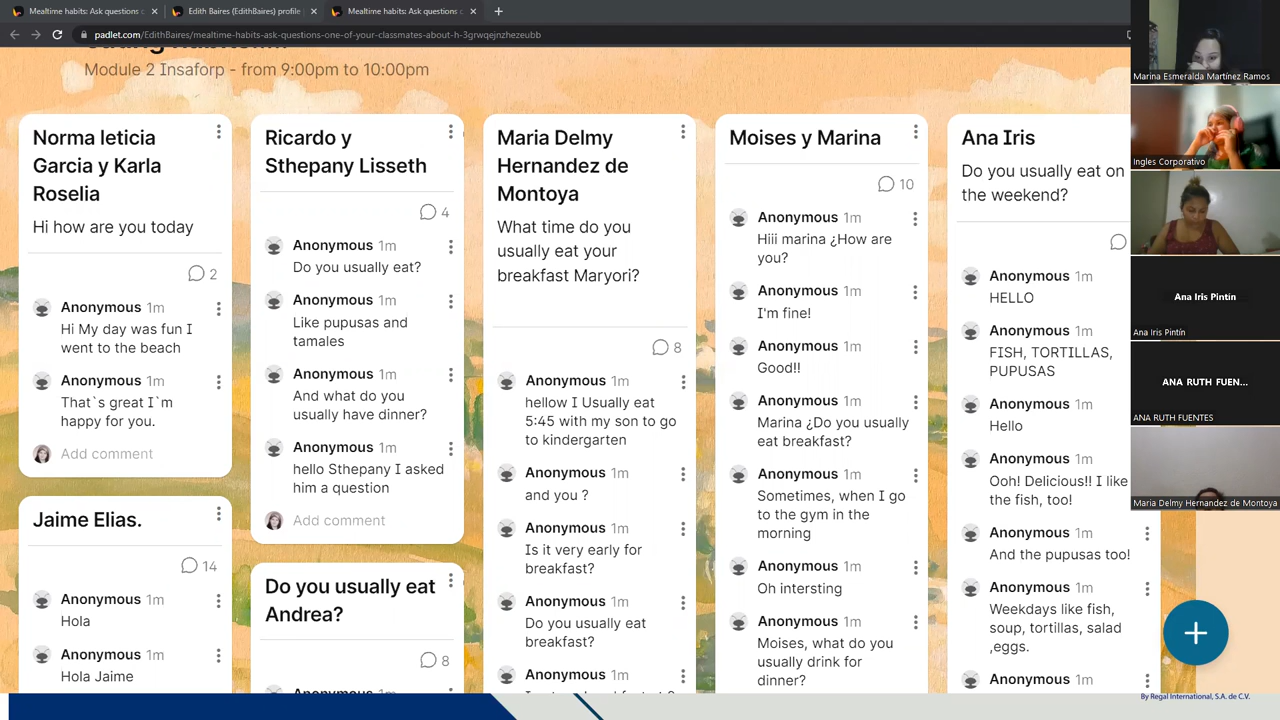 Mealtime habits: Ask questions c
Edith Baires (EdithBaires) profile
Mealtime habits: Ask questions c
padlet.com/EdithBaires/mealtime-habits-ask-questions-one-of-your-classmates-about-h-3grwqejnzhezeubb
Module 2 Insaforp - from 9:00pm to 10:00pm
Norma leticia
Garcia y Karla
Roselia
Hi how are you today
2
Anonymous 1m
Hi My day was fun I
went to the beach
Anonymous 1m
That`s great I`m
happy for you.
Add comment
Jaime Elias.
14
Anonymous 1m
Hola
Anonymous 1m
Hola Jaime
Ricardo y
Sthepany Lisseth
4
Anonymous 1m
Do you usually eat?
Anonymous 1m
Like pupusas and
tamales
Anonymous 1m
And what do you
usually have dinner?
Anonymous 1m
hello Sthepany I asked
him a question
Add comment
Do you usually eat
Andrea?
8
Anonymous 1m
Maria Delmy
Hernandez de
Montoya
What time do you
usually eat your
breakfast Maryori?
8
Anonymous 1m
hellow I Usually eat
5:45 with my son to go
to kindergarten
Anonymous 1m
and you ?
Anonymous 1m
Is it very early for
breakfast?
Anonymous 1m
Do you usually eat
breakfast?
Anonymous 1m
Moises y Marina
10
Anonymous 1m
Hiii marina ¿How are
you?
Anonymous 1m
I'm fine!
Anonymous 1m
Good!!
Anonymous 1m
Marina ¿Do you usually
eat breakfast?
Anonymous 1m
Sometimes, when I go
to the gym in the
morning
Anonymous 1m
Oh intersting
Anonymous 1m
Moises, what do you
usually drink for
dinner?
Ana Iris
Do you usually eat on
the weekend?
Anonymous 1m
HELLO
Anonymous 1m
FISH, TORTILLAS,
PUPUSAS
Anonymous 1m
Hello
Anonymous 1m
Ooh! Delicious!! I like
the fish, too!
Anonymous 1m
And the pupusas too!
Anonymous 1m
Weekdays like fish,
soup, tortillas, salad
,eggs.
Anonymous 1m
Marina Esmeralda Martínez Ramos
Ingles Corporativo
Ana Iris Pintín
Ana Iris Pintín
ANA RUTH FUEN...
ANA RUTH FUENTES
Maria Delmy Hernandez de Montoya
By Regal International, S.A. de C.V.